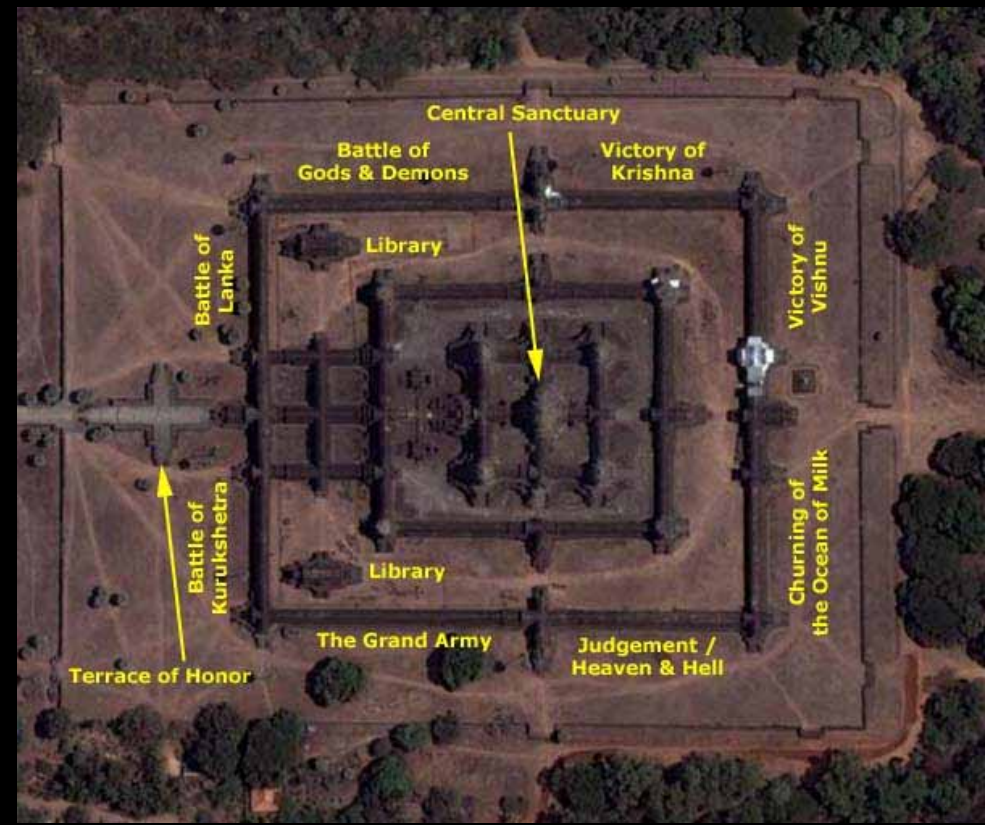 Central Sanctuary
Battle of
Gods & Demons
Victory of
Krishna
Battle of
Lanka
Library
Victory of
Vishnu
Battle of
Kurukshetra
Library
Churning of
the Ocean of Milk
The Grand Army
Judgement /
Heaven & Hell
Terrace of Honor